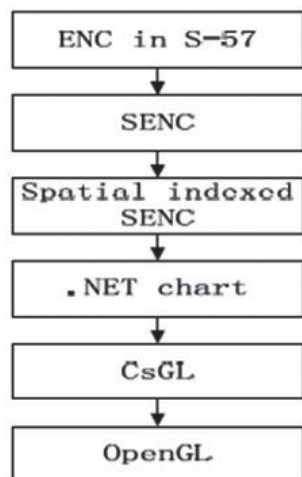 ENC in S-57
SENC
Spatial indexed
SENC
.NET chart
CsGL
OpenGL